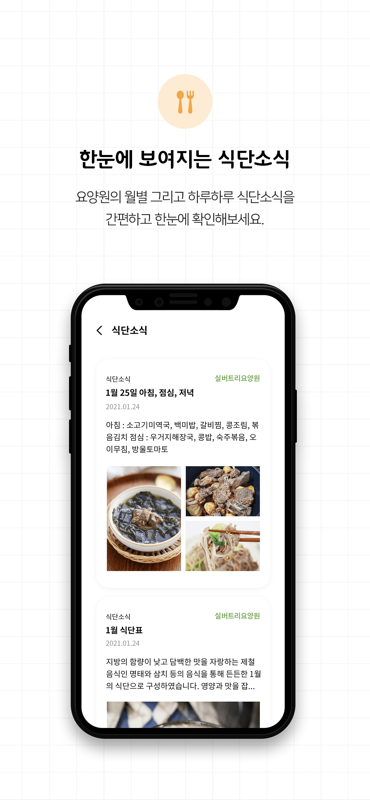 한눈에 보여지는 식단소식
요양원의 월별 그리고 하루하루 식단소식을
간편하고 한눈에 확인해보세요.
식단소식
식단소식
실버트리요양원
1월 25일 아침, 점심, 저녁
2021.01.24
아침 : 소고기미역국, 백미밥, 갈비찜, 콩조림, 볶
음김치 점심 : 우거지해장국, 콩밥, 숙주볶음, 오
이무침, 방울토마토
식단소식
실버트리요양원
1월 식단표
2021.01.24
지방의 함량이 낮고 담백한 맛을 자랑하는 제철
음식인 명태와 삼치 등의 음식을 통해 든든한 1월
의 식단으로 구성하였습니다. 영양과 맛을 잡...